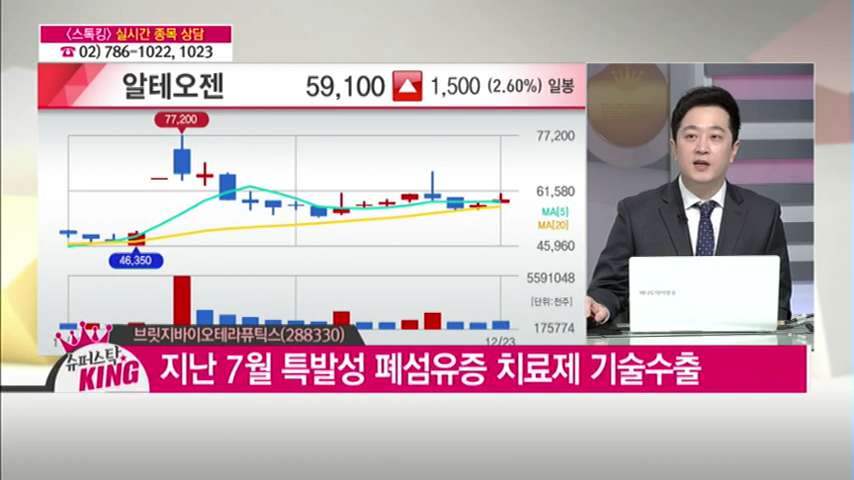 〈스톡킹〉 실시간 종목 상담
☎02) 786-1022, 1023
알테오젠 59,100 1,500 (2.60%) 일봉
77,200
77,200
61,580
MA[5]
MA[20]
45,960
46,350
5591048
[단위:천주]
175774
12/23
브릿지바이오테라퓨틱스(288330)
슈퍼스탁
KING
지난 7월 특발성 폐섬유증 치료제 기술수출